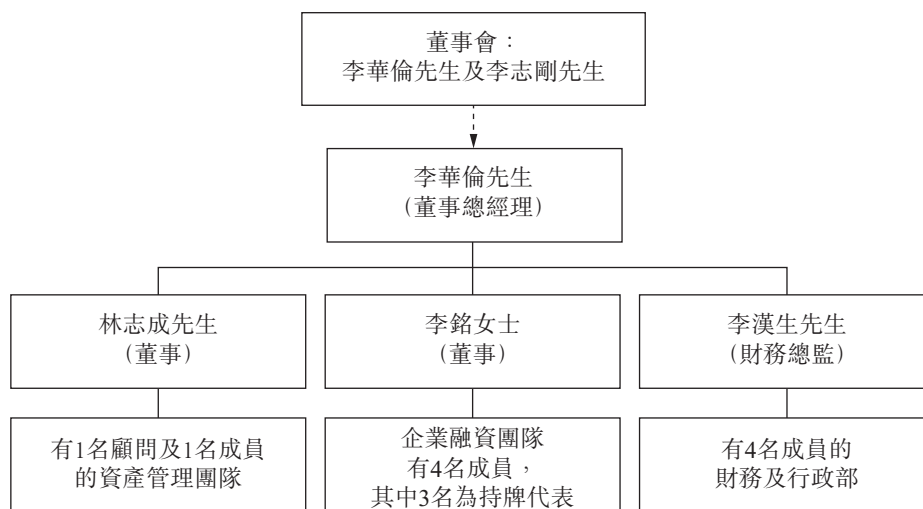 董事會：
李華倫先生及李志剛先生
李華倫先生
（董事總經理）
林志成先生
（董事）
李銘女士
（董事）
李漢生先生
（財務總監）
有1名顧問及1名成員
的資產管理團隊
企業融資團隊
有4名成員，
其中3名為持牌代表
有4名成員的
財務及行政部